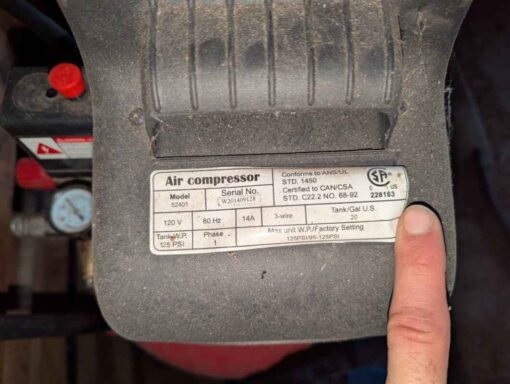 Air compressor
Model
52401
Serial No.
W201409128
Conforms to ANSI/UL
STD. 1450
Certified to CAN/CSA
STD. C22.2 NO. 68-92
C US
228163
120 V
60 Hz
14A
3-wire
Tank/Gal U.S.
20
Tank W.P.
125 PSI
Phase
1
Max unit W.P./Factory Setting
125PSI/95-125PSI